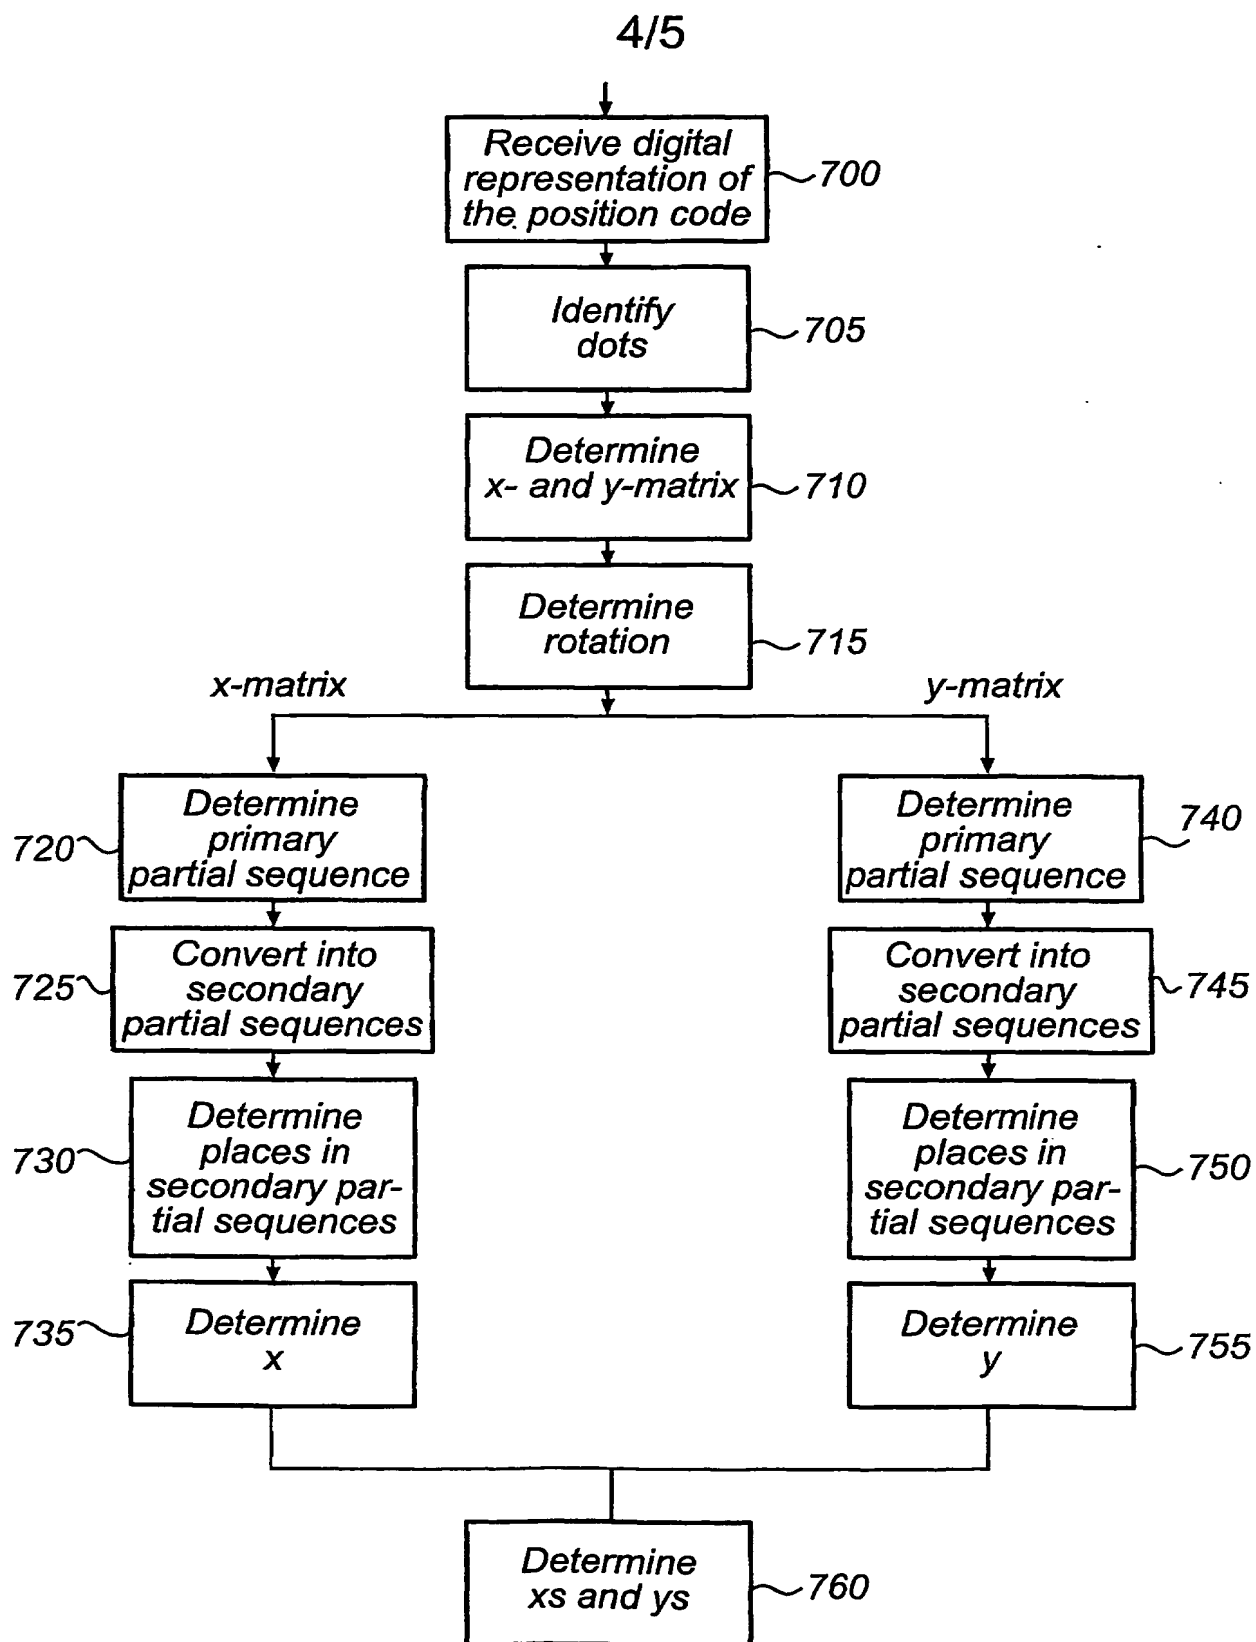 4/5
Receive digital
representation of
the position code
700
Identify
dots
705
Determine
x- and y-matrix
710
Determine
rotation
715
x-matrix
y-matrix
Determine
primary
partial sequence
720
Convert into
secondary
partial sequences
725
Determine
places in
secondary par-
tial sequences
730
Determine
x
735
Determine
primary
partial sequence
740
Convert into
secondary
partial sequences
745
Determine
places in
secondary par-
tial sequences
750
Determine
y
755
Determine
xs and ys
760